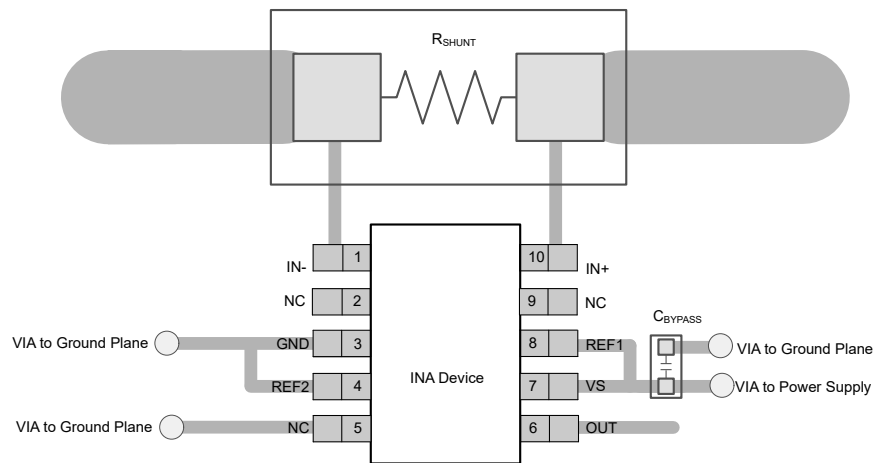 RSHUNT
IN-
1
10
IN+
NC
2
9
NC
CBYPASS
VIA to Ground Plane
GND
3
8
REF1
VIA to Ground Plane
REF2
4
INA Device
7
VS
VIA to Power Supply
VIA to Ground Plane
NC
5
6
OUT